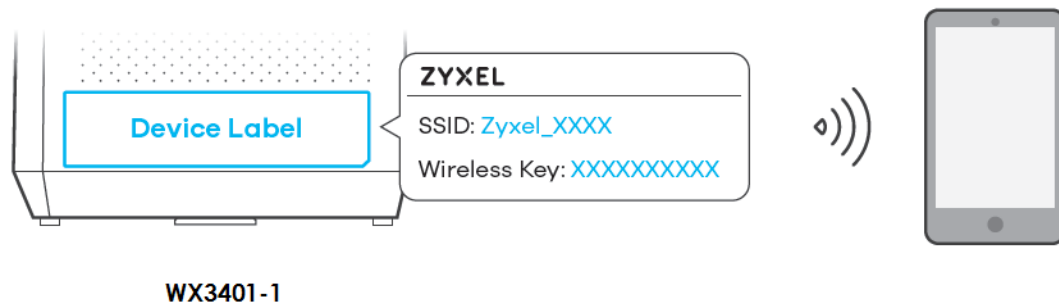 ZYXEL
Device Label
SSID: Zyxel_XXXX
Wireless Key: XXXXXXXXXX
WX3401-1